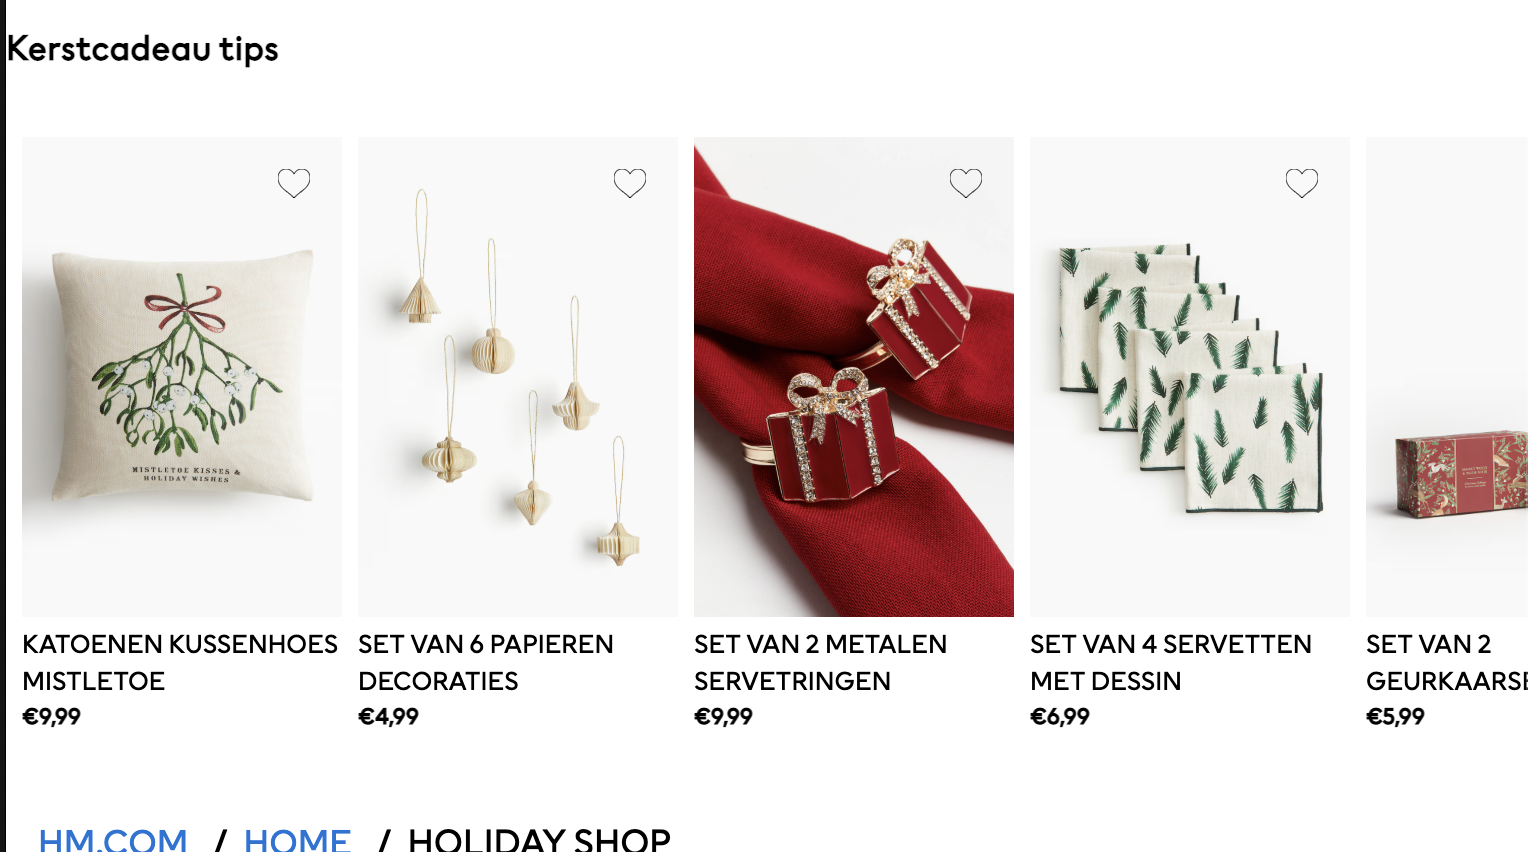 Kerstcadeau tips
MISTLETOE KISSES &
HOLIDAY WISHES
KATOENEN KUSSENHOES
MISTLETOE
€9,99
SET VAN 6 PAPIEREN
DECORATIES
€4,99
SET VAN 2 METALEN
SERVETRINGEN
€9,99
SET VAN 4 SERVETTEN
MET DESSIN
€6,99
SET VAN 2
GEURKAARSE
€5,99
HM.COM / HOME / HOLIDAY SHOP